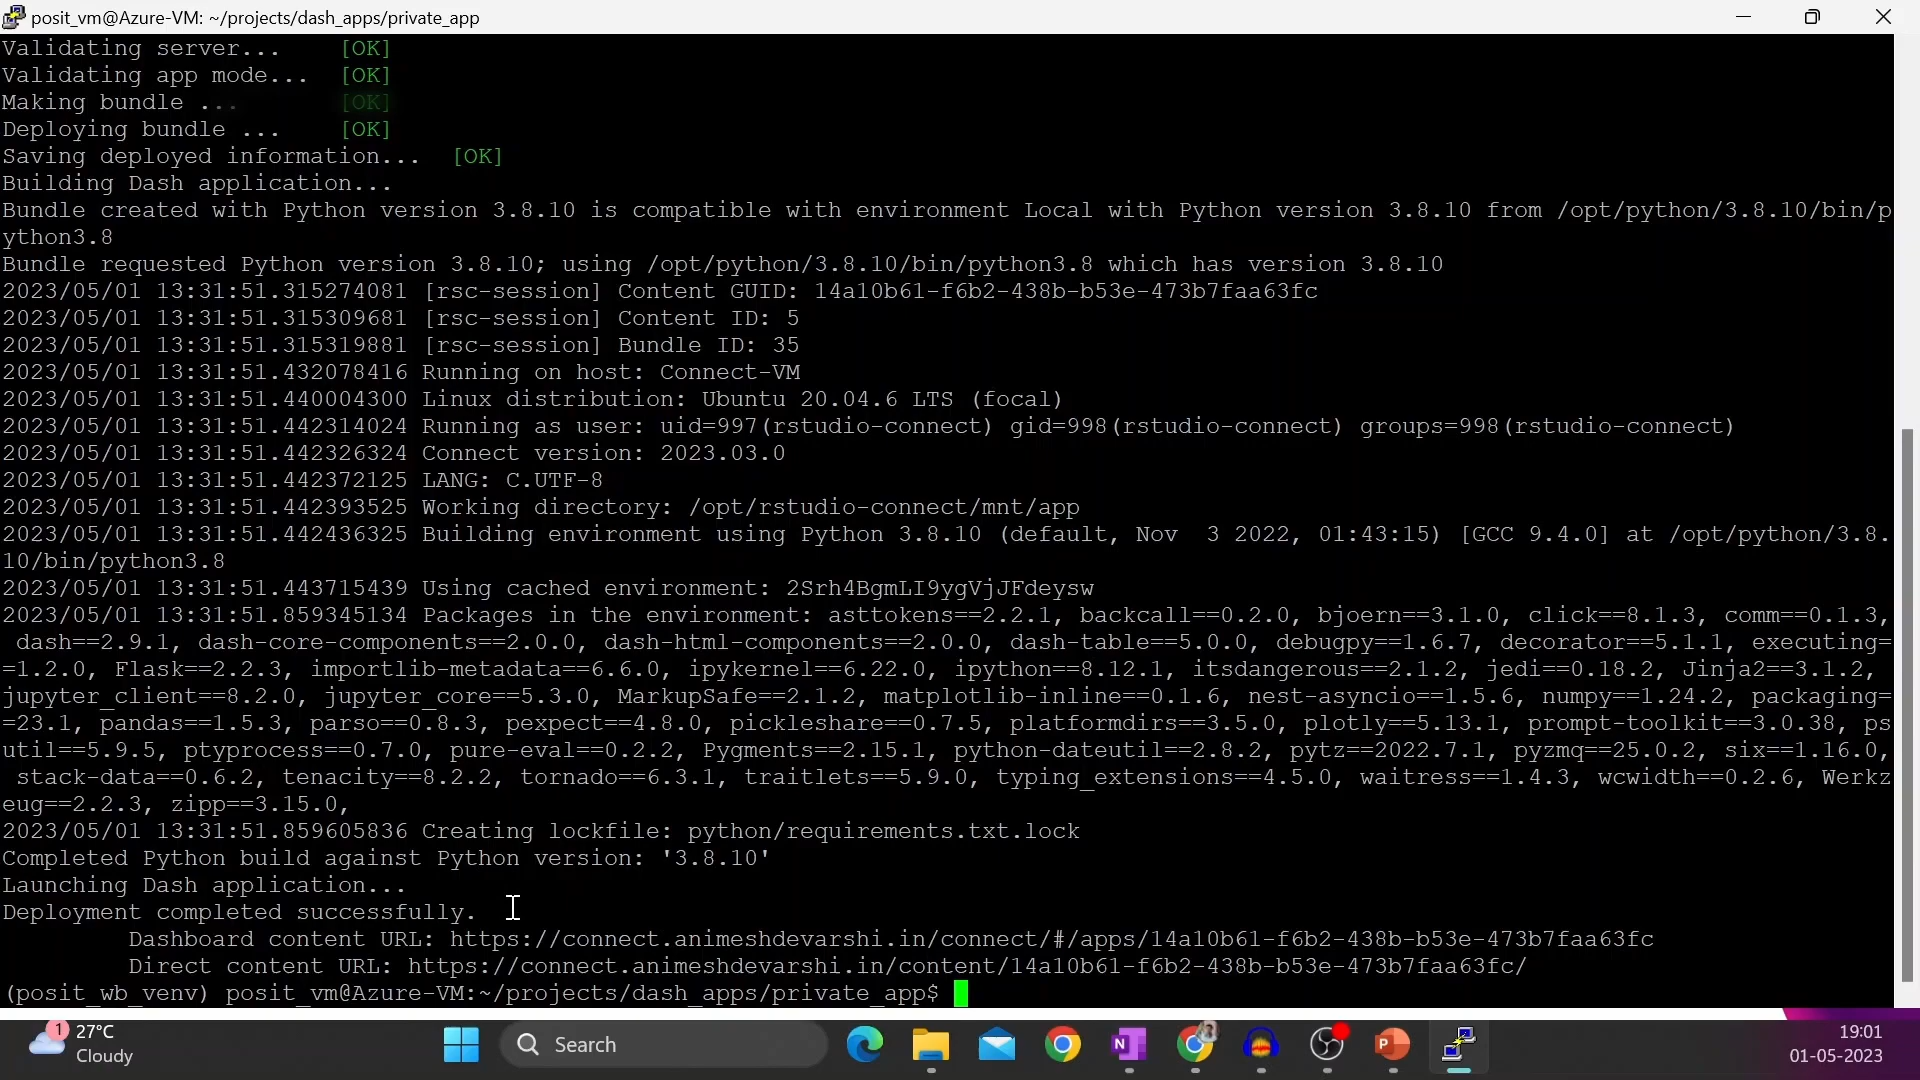 posit_vm@Azure-VM: ~/projects/dash_apps/private_app
Validating server... [OK]
Validating app mode... [OK]
Making bundle ... [OK]
Deploying bundle ... [OK]
Saving deployed information... [OK]
Building Dash application...
Bundle created with Python version 3.8.10 is compatible with environment Local with Python version 3.8.10 from /opt/python/3.8.10/bin/p
ython3.8
Bundle requested Python version 3.8.10; using /opt/python/3.8.10/bin/python3.8 which has version 3.8.10
2023/05/01 13:31:51.315274081 [rsc-session] Content GUID: 14a10b61-f6b2-438b-b53e-473b7faa63fc
2023/05/01 13:31:51.315309681 [rsc-session] Content ID: 5
2023/05/01 13:31:51.315319881 [rsc-session] Bundle ID: 35
2023/05/01 13:31:51.432078416 Running on host: Connect-VM
2023/05/01 13:31:51.440004300 Linux distribution: Ubuntu 20.04.6 LTS (focal)
2023/05/01 13:31:51.442314024 Running as user: uid=997(rstudio-connect) gid=998(rstudio-connect) groups=998(rstudio-connect)
2023/05/01 13:31:51.442326324 Connect version: 2023.03.0
2023/05/01 13:31:51.442372125 LANG: C.UTF-8
2023/05/01 13:31:51.442393525 Working directory: /opt/rstudio-connect/mnt/app
2023/05/01 13:31:51.442436325 Building environment using Python 3.8.10 (default, Nov  3 2022, 01:43:15) [GCC 9.4.0] at /opt/python/3.8.
10/bin/python3.8
2023/05/01 13:31:51.443715439 Using cached environment: 2Srh4BgmLI9ygVjJFdeysw
2023/05/01 13:31:51.859345134 Packages in the environment: asttokens==2.2.1, backcall==0.2.0, bjoern==3.1.0, click==8.1.3, comm==0.1.3,
dash==2.9.1, dash-core-components==2.0.0, dash-html-components==2.0.0, dash-table==5.0.0, debugpy==1.6.7, decorator==5.1.1, executing=
=1.2.0, Flask==2.2.3, importlib-metadata==6.6.0, ipykernel==6.22.0, ipython==8.12.1, itsdangerous==2.1.2, jedi==0.18.2, Jinja2==3.1.2,
jupyter_client==8.2.0, jupyter_core==5.3.0, MarkupSafe==2.1.2, matplotlib-inline==0.1.6, nest-asyncio==1.5.6, numpy==1.24.2, packaging=
=23.1, pandas==1.5.3, parso==0.8.3, pexpect==4.8.0, pickleshare==0.7.5, platformdirs==3.5.0, plotly==5.13.1, prompt-toolkit==3.0.38, ps
util==5.9.5, ptyprocess==0.7.0, pure-eval==0.2.2, Pygments==2.15.1, python-dateutil==2.8.2, pytz==2022.7.1, pyzmq==25.0.2, six==1.16.0,
stack-data==0.6.2, tenacity==8.2.2, tornado==6.3.1, traitlets==5.9.0, typing_extensions==4.5.0, waitress==1.4.3, wcwidth==0.2.6, Werkz
eug==2.2.3, zipp==3.15.0,
2023/05/01 13:31:51.859605836 Creating lockfile: python/requirements.txt.lock
Completed Python build against Python version: '3.8.10'
Launching Dash application...
Deployment completed successfully.
Dashboard content URL: https://connect.animeshdevarshi.in/connect/#/apps/14a10b61-f6b2-438b-b53e-473b7faa63fc
Direct content URL: https://connect.animeshdevarshi.in/content/14a10b61-f6b2-438b-b53e-473b7faa63fc/
(posit_wb_venv) posit_vm@Azure-VM:~/projects/dash_apps/private_app$
1
27°C
Cloudy
Search
N
P
19:01
01-05-2023